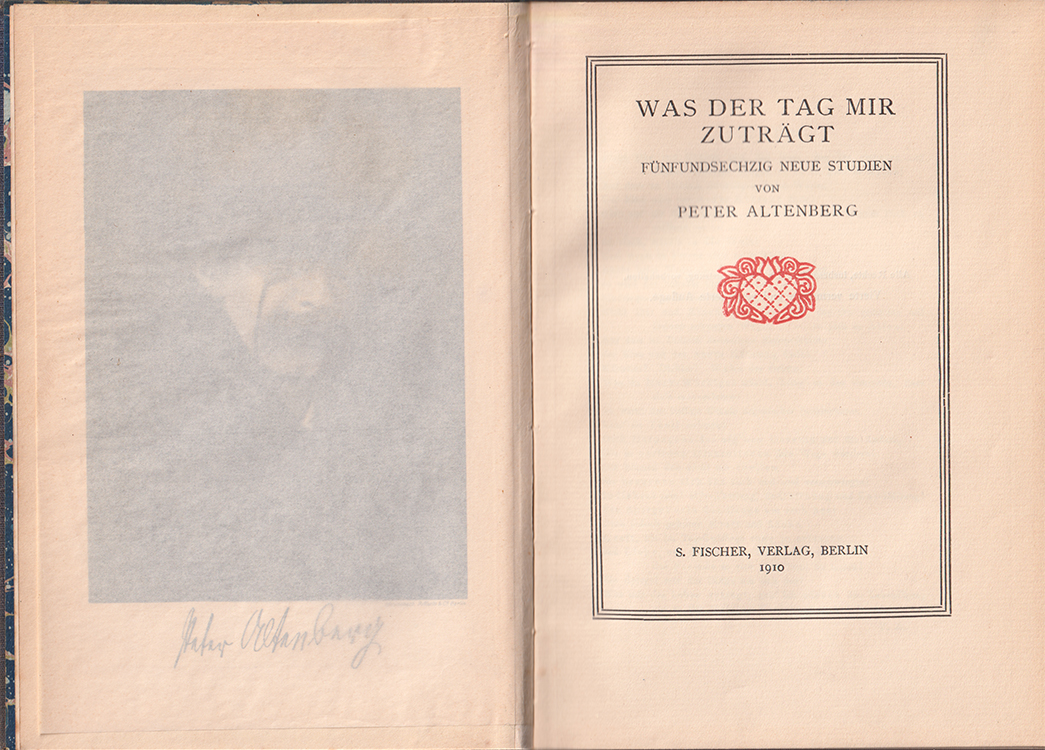 Peter Altenberg
WAS DER TAG MIR
ZUTRÄGT
FÜNFUNDSECHZIG NEUE STUDIEN
VON
PETER ALTENBERG
S. FISCHER, VERLAG, BERLIN
1910